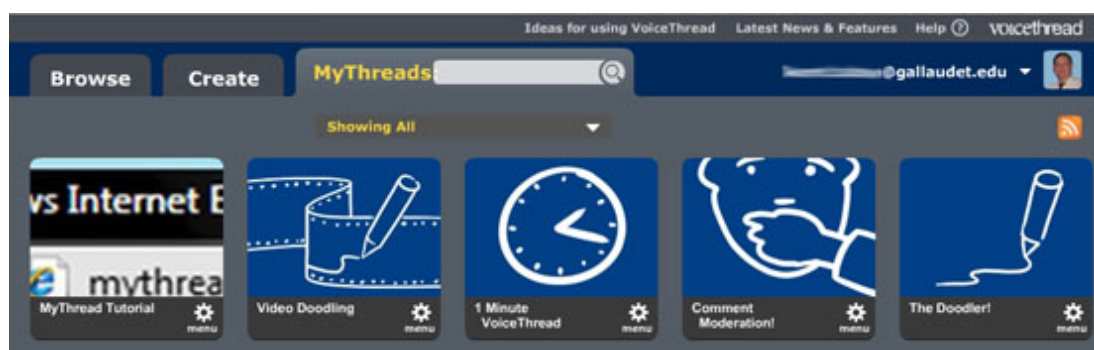 Ideas for using VoiceThread Latest News & Features Help ? voicethread
Browse Create MyThreads: @gallaudet.edu
Showing All
ws Internet E
mythrea
MyThread Tutorial
menu
Video Doodling
menu
1 Minute
VoiceThread
menu
Comment
Moderation!
menu
The Doodler!
menu